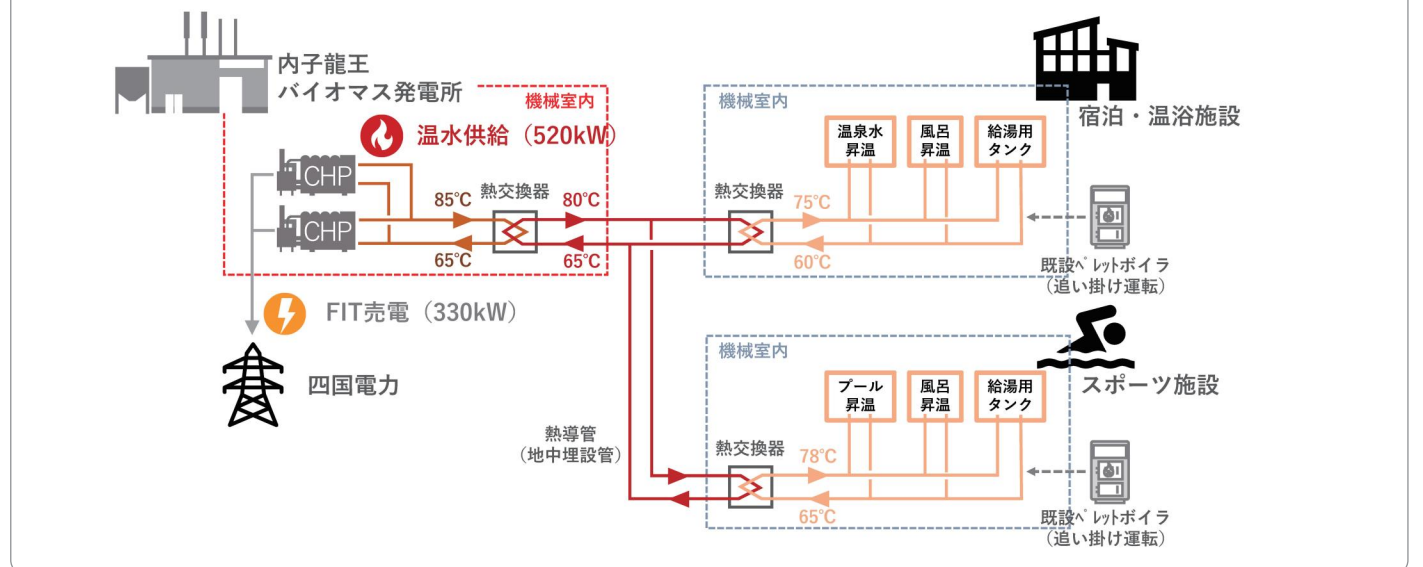 内子龍王
バイオマス発電所
機械室内
温水供給（520kW）
CHP
CHP
85℃
熱交換器
80℃
65℃
65℃
FIT売電（330kW）
四国電力
熱導管
（地中埋設管）
機械室内
宿泊・温浴施設
温泉水
昇温
風呂
昇温
給湯用
タンク
熱交換器
75℃
60℃
既設ペレットボイラ
（追い掛け運転）
機械室内
スポーツ施設
プール
昇温
風呂
昇温
給湯用
タンク
熱交換器
78℃
65℃
既設ペレットボイラ
（追い掛け運転）